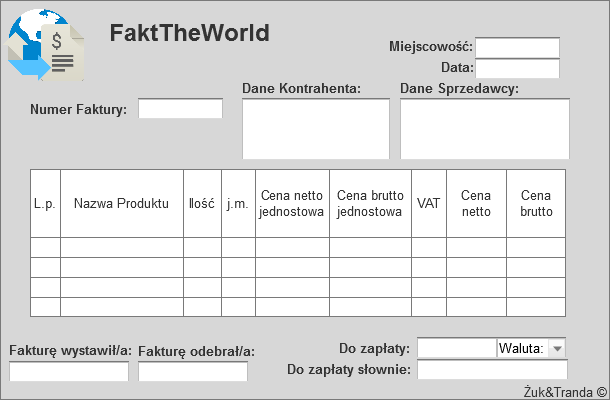 $
FaktTheWorld
Miejscowość:
Data:
Numer Faktury:
Dane Kontrahenta:
Dane Sprzedawcy:
L.p.
Nazwa Produktu
Ilość
j.m.
Cena netto
jednostowa
Cena brutto
jednostowa
VAT
Cena
netto
Cena
brutto
Fakturę wystawił/a:
Fakturę odebrał/a:
Do zapłaty:
Waluta:
Do zapłaty słownie:
Żuk&Tranda ©